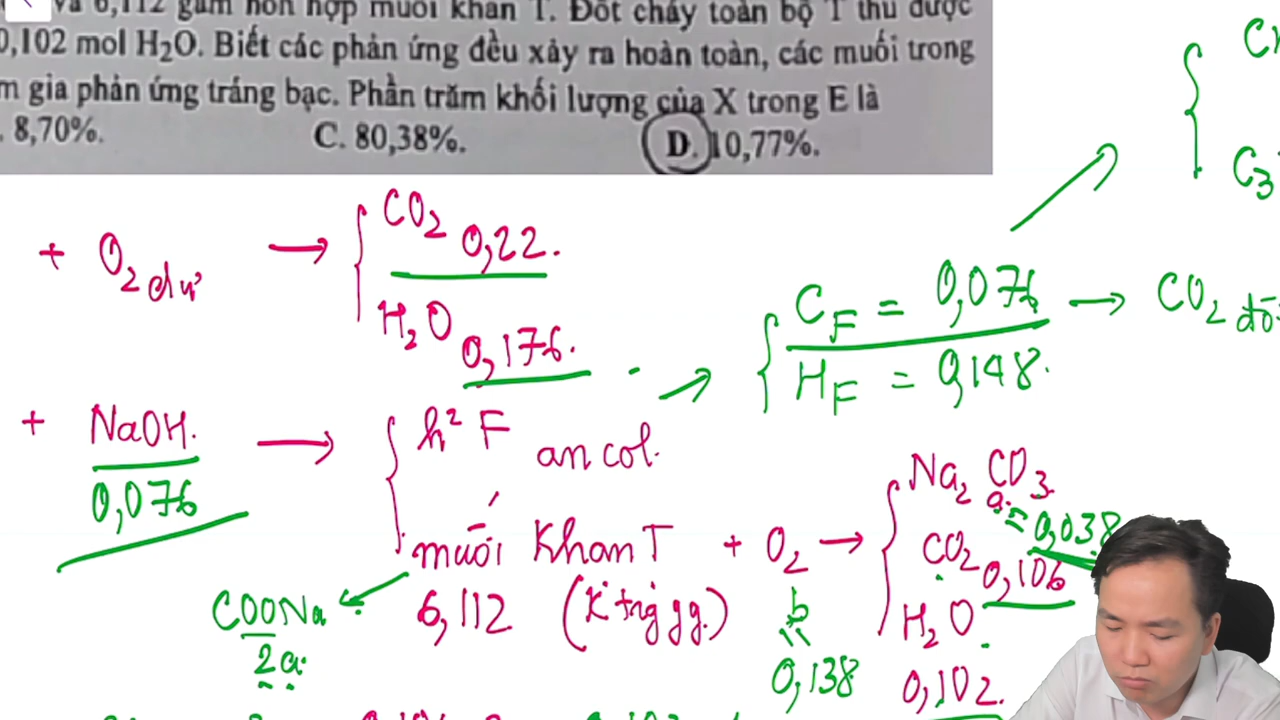 và 6,112 gam hỗn hợp muối khan T. Đốt cháy toàn bộ T thu được
0,102 mol H₂O. Biết các phản ứng đều xảy ra hoàn toàn, các muối trong
m gia phản ứng tráng bạc. Phần trăm khối lượng của X trong E là
. 8,70%. C. 80,38%. D. 10,77%.
+ O₂ dư → CO₂ 0,22.
H₂O 0,176.
C_F = 0,076 → CO₂
H_F = 0,148.
C₃
+ NaOH. → h² F ancol.
0,076
muối Khan T + O₂ → Na₂CO₃
a = 0,038
CO₂ 0,106
H₂O
COONa 6,112 (K trg gg.) b
2a 0,138 0,102.